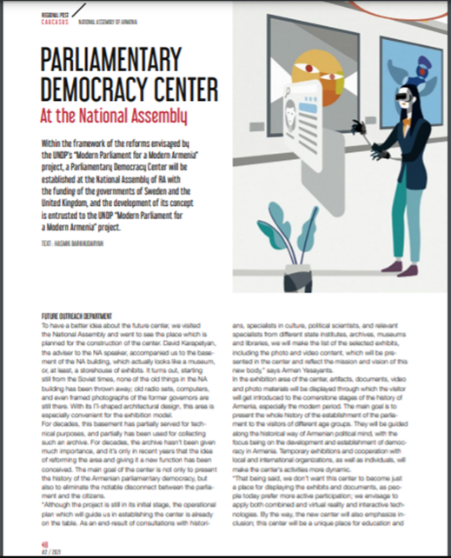 REGIONAL POST
CAUCASUS
NATIONAL ASSEMBLY OF ARMENIA
PARLIAMENTARY
DEMOCRACY CENTER
At the National Assembly
Within the framework of the reforms envisaged by
the UNDP's "Modern Parliament for a Modern Armenia"
project, a Parliamentary Democracy Center will be
established at the National Assembly of RA with
the funding of the governments of Sweden and the
United Kingdom, and the development of its concept
is entrusted to the UNDP "Modern Parliament for
a Modern Armenia" project.
TEXT :
FUTURE OUTREACH DEPARTMENT
To have a better idea about the future center, we visited
the National Assembly and went to see the place which is
planned for the construction of the center. David Karapetyan,
the adviser to the NA speaker, accompanied us to the base-
ment of the NA building, which actually looks like a museum,
or, at least, a storehouse of exhibits. It turns out, starting
still from the Soviet times, none of the old things in the NA
building has been thrown away: old radio sets, computers,
and even framed photographs of the former governors are
still there. With its Π-shaped architectural design, this area is
especially convenient for the exhibition model.
For decades, this basement has partially served for tech-
nical purposes, and partially has been used for collecting
such an archive. For decades, the archive hasn't been given
much importance, and it's only in recent years that the idea
of reforming the area and giving it a new function has been
conceived. The main goal of the center is not only to present
the history of the Armenian parliamentary democracy, but
also to eliminate the notable disconnect between the parlia-
ment and the citizens.
"Although the project is still in its initial stage, the operational
plan which will guide us in establishing the center is already
on the table. As an end-result of consultations with histori-
ans, specialists in culture, political scientists, and relevant
specialists from different state institutes, archives, museums
and libraries, we will make the list of the selected exhibits,
including the photo and video content, which will be pre-
sented in the center and reflect the mission and vision of this
new body," says Armen Yesayants.
In the exhibition area of the center, artifacts, documents, video
and photo materials will be displayed through which the visitor
will get introduced to the cornerstone stages of the history of
Armenia, especially the modern period. The main goal is to
present the whole history of the establishment of the parlia-
ment to the visitors of different age groups. They will be guided
along the historical way of Armenian political mind, with the
focus being on the development and establishment of democ-
racy in Armenia. Temporary exhibitions and cooperation with
local and international organizations, as well as individuals, will
make the center's activities more dynamic.
"That being said, we don't want this center to become just
a place for displaying the exhibits and documents, as peo-
ple today prefer more active participation; we envisage to
apply both combined and virtual reality and interactive tech-
nologies. By the way, the new center will also emphasize in-
clusion; this center will be a unique place for education and
48
#2 / 2021